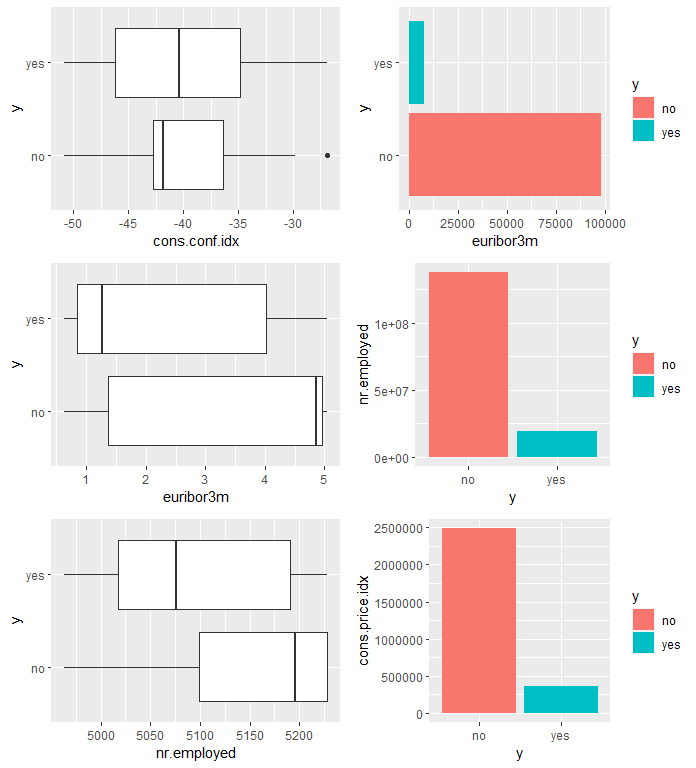 yes
no
y
-50 -45 -40 -35 -30
cons.conf.idx
yes
no
y
0 25000 50000 75000 100000
euribor3m
y
no
yes
yes
no
y
1 2 3 4 5
euribor3m
1e+08
5e+07
0e+00
nr.employed
no yes
y
y
no
yes
yes
no
y
5000 5050 5100 5150 5200
nr.employed
2500000
2000000
1500000
1000000
500000
0
cons.price.idx
no yes
y
y
no
yes